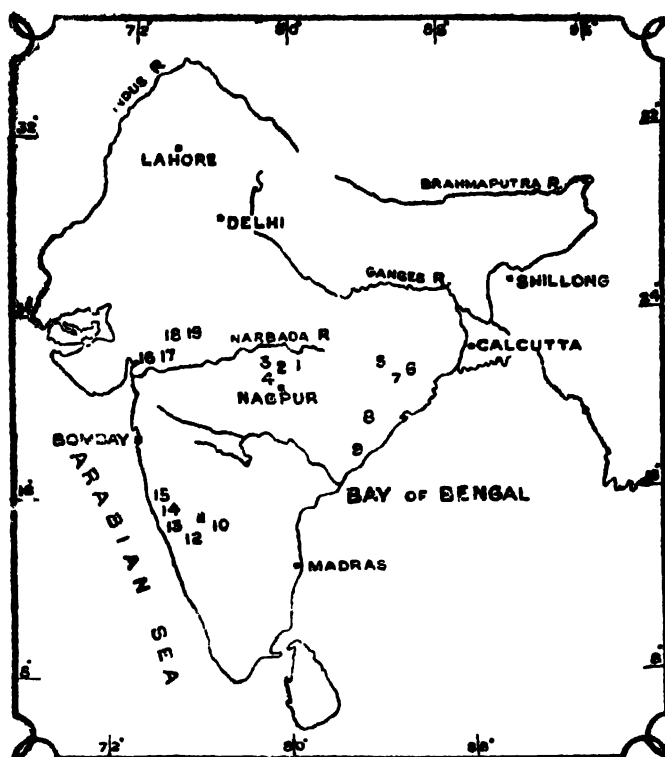 72° 80° 88° 96°
INDUS R
32° 32°
LAHORE
BRAHMAPUTRA R.
DELHI
GANGES R
SHILLONG
24°
18 19
NARBADA R
CALCUTTA
16 17
3 2 1
5 6
4
7
NAGPUR
8
BOMBAY
9
ARABIAN SEA
16°
BAY OF BENGAL
15
14
13 11 10
12
MADRAS
8° 8°
72° 80° 88°